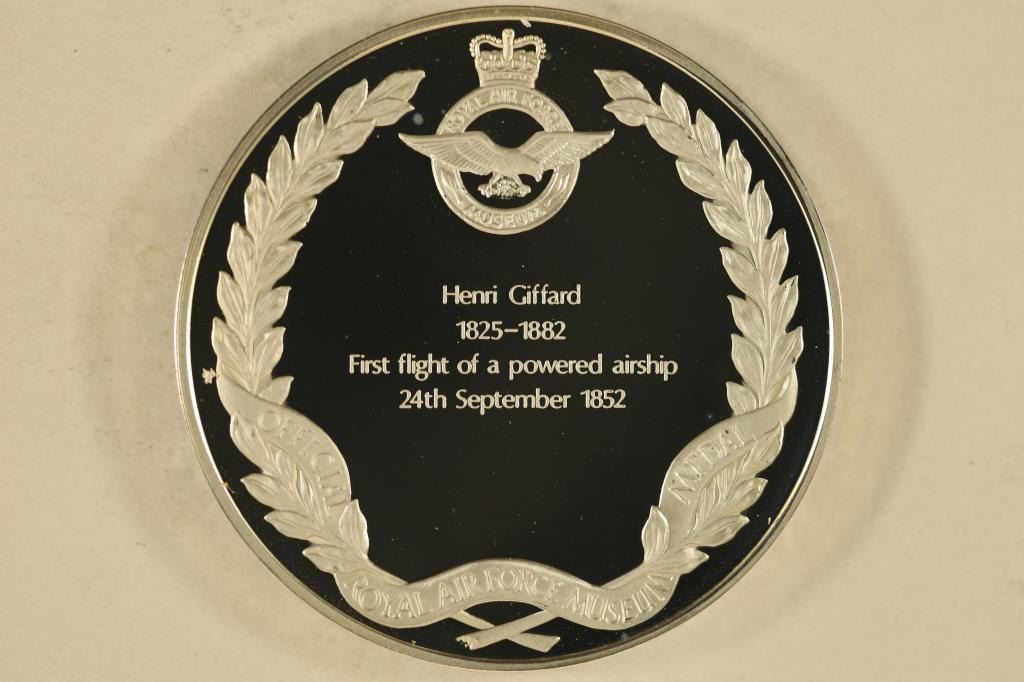 ROYAL AIR FORCE
MUSEUM
Henri Giffard
1825-1882
First flight of a powered airship
24th September 1852
OFFICIAL
ROYAL AIR FORCE MUSEUM
MEDAL